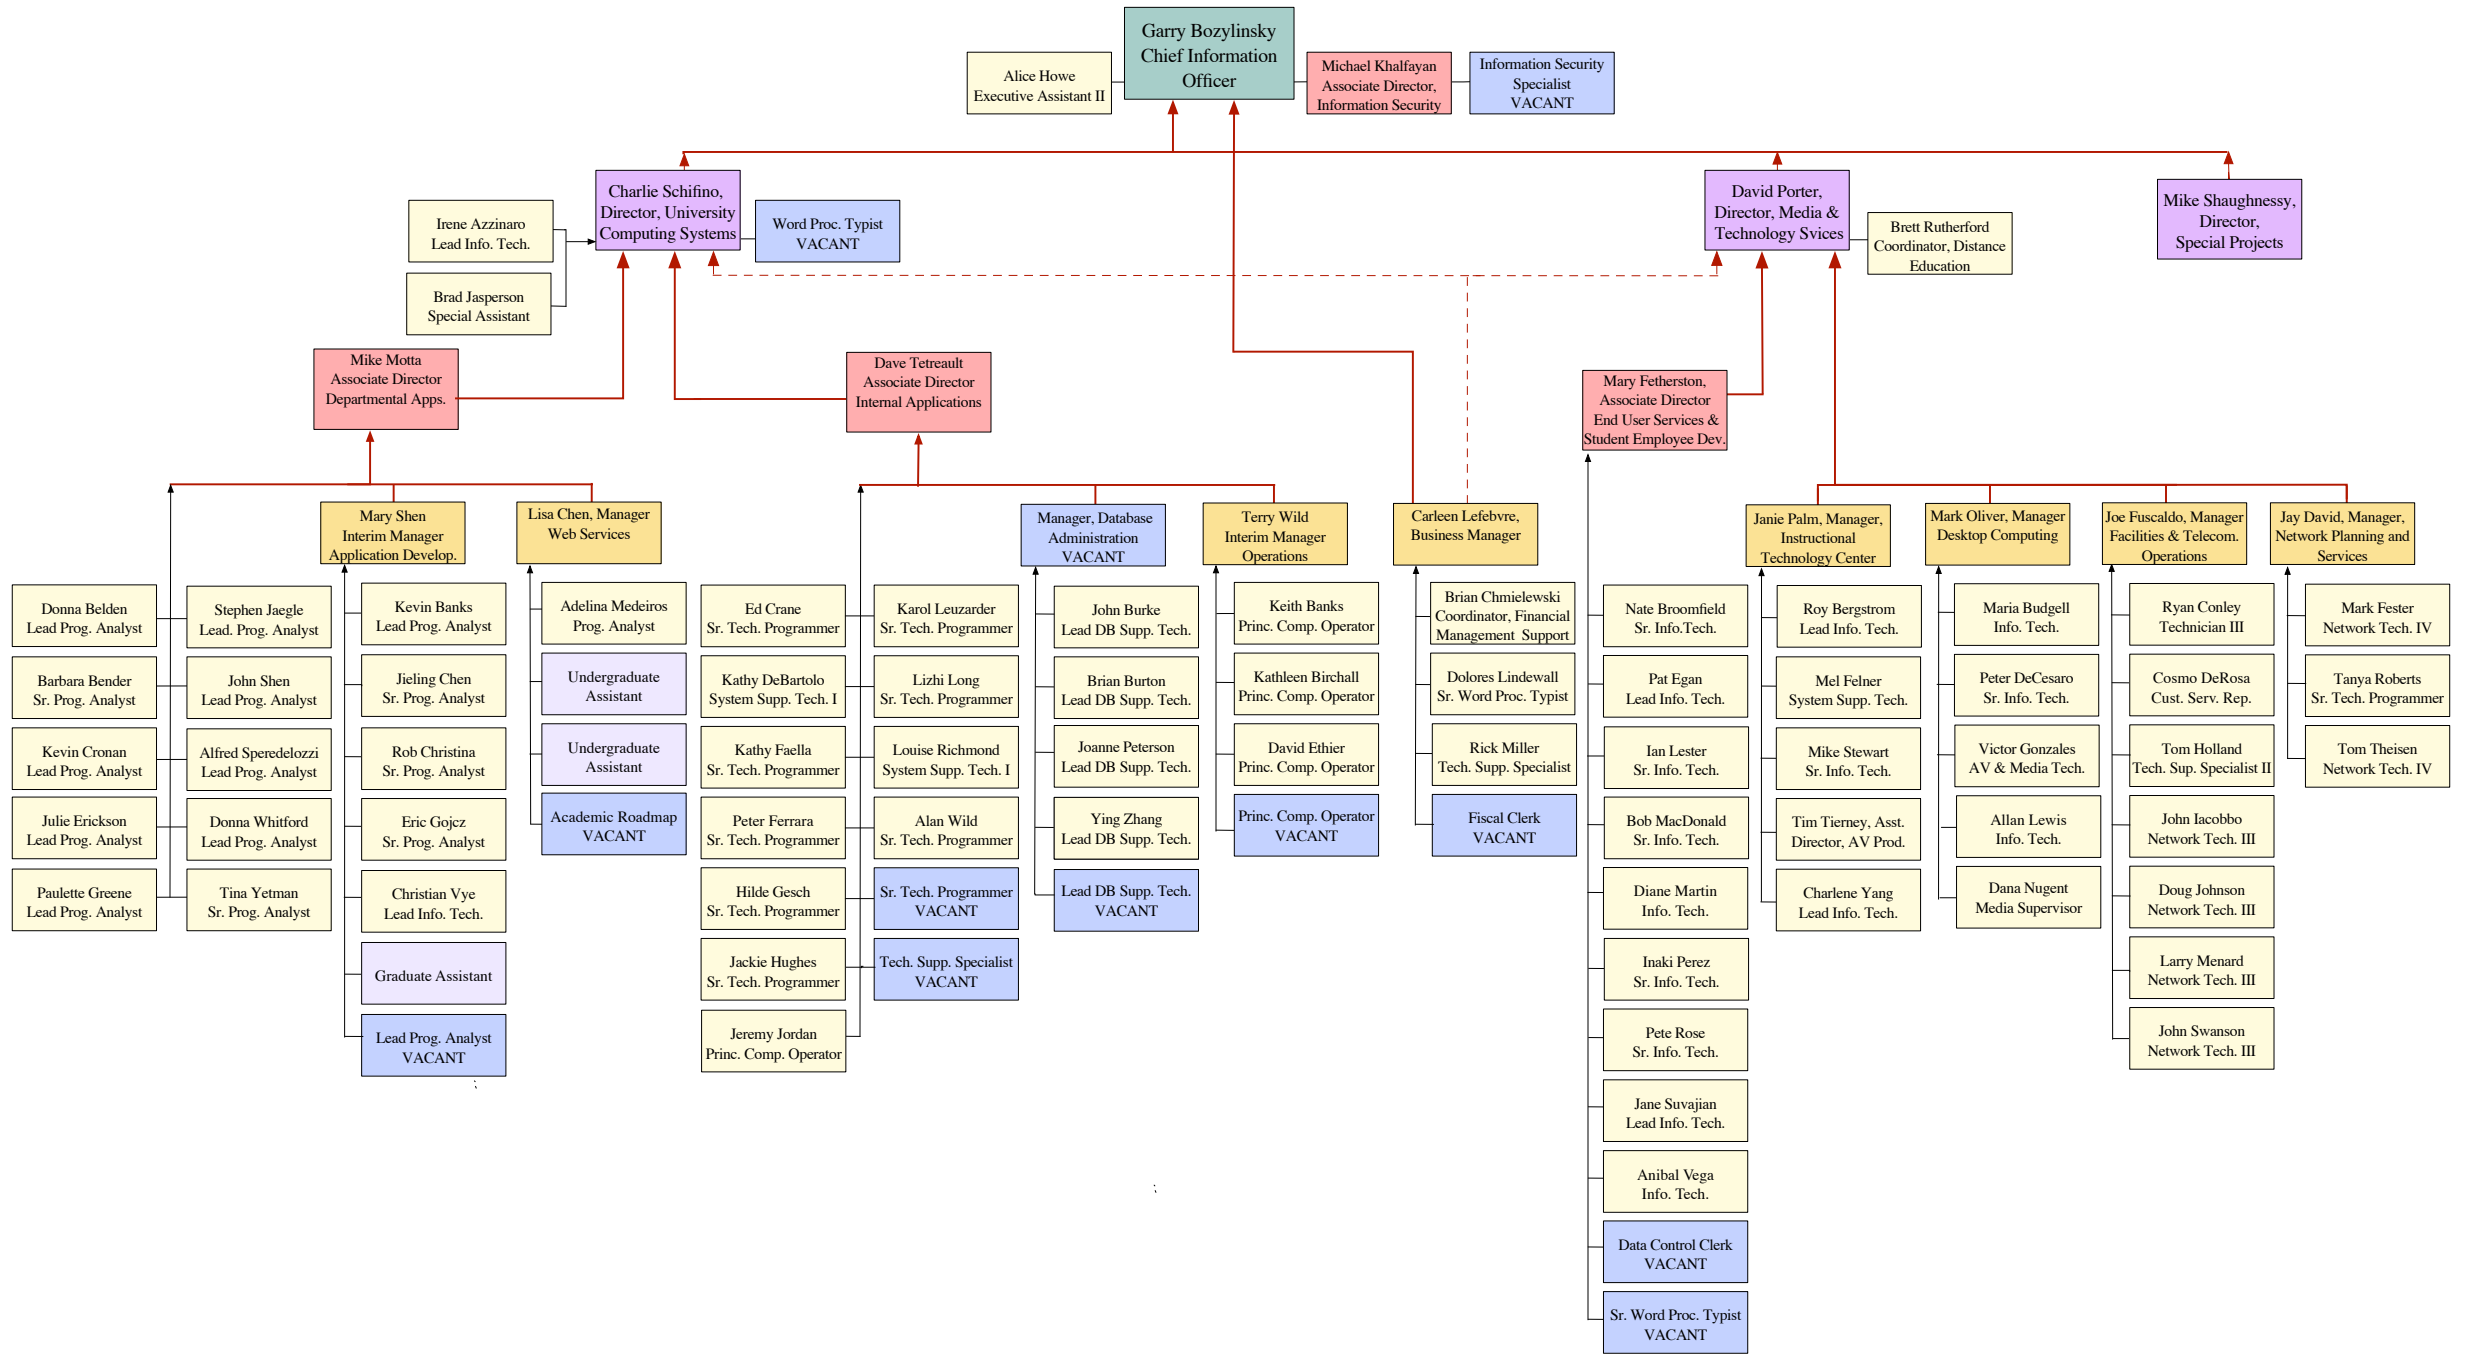 Garry Bozylinsky
Chief Information
Officer
Alice Howe
Executive Assistant II
Michael Khalfayan
Associate Director,
Information Security
Information Security
Specialist
VACANT
Charlie Schifino,
Director, University
Computing Systems
Irene Azzinaro
Lead Info. Tech.
Brad Jasperson
Special Assistant
Word Proc. Typist
VACANT
David Porter,
Director, Media &
Technology Svices
Brett Rutherford
Coordinator, Distance
Education
Mike Shaughnessy,
Director,
Special Projects
Mike Motta
Associate Director
Departmental Apps.
Dave Tetreault
Associate Director
Internal Applications
Mary Fetherston,
Associate Director
End User Services &
Student Employee Dev.
Mary Shen
Interim Manager
Application Develop.
Lisa Chen, Manager
Web Services
Manager, Database
Administration
VACANT
Terry Wild
Interim Manager
Operations
Carleen Lefebvre,
Business Manager
Janie Palm, Manager,
Instructional
Technology Center
Mark Oliver, Manager
Desktop Computing
Joe Fuscaldo, Manager
Facilities & Telecom.
Operations
Jay David, Manager,
Network Planning and
Services
Donna Belden
Lead Prog. Analyst
Barbara Bender
Sr. Prog. Analyst
Kevin Cronan
Lead Prog. Analyst
Julie Erickson
Lead Prog. Analyst
Paulette Greene
Lead Prog. Analyst
Stephen Jaegle
Lead. Prog. Analyst
John Shen
Lead Prog. Analyst
Alfred Speredelozzi
Lead Prog. Analyst
Donna Whitford
Lead Prog. Analyst
Tina Yetman
Sr. Prog. Analyst
Kevin Banks
Lead Prog. Analyst
Jieling Chen
Sr. Prog. Analyst
Rob Christina
Sr. Prog. Analyst
Eric Gojcz
Sr. Prog. Analyst
Christian Vye
Lead Info. Tech.
Graduate Assistant
Lead Prog. Analyst
VACANT
Adelina Medeiros
Prog. Analyst
Undergraduate
Assistant
Undergraduate
Assistant
Academic Roadmap
VACANT
Ed Crane
Sr. Tech. Programmer
Kathy DeBartolo
System Supp. Tech. I
Kathy Faella
Sr. Tech. Programmer
Peter Ferrara
Sr. Tech. Programmer
Hilde Gesch
Sr. Tech. Programmer
Jackie Hughes
Sr. Tech. Programmer
Jeremy Jordan
Princ. Comp. Operator
Karol Leuzarder
Sr. Tech. Programmer
Lizhi Long
Sr. Tech. Programmer
Louise Richmond
System Supp. Tech. I
Alan Wild
Sr. Tech. Programmer
Sr. Tech. Programmer
VACANT
Tech. Supp. Specialist
VACANT
John Burke
Lead DB Supp. Tech.
Brian Burton
Lead DB Supp. Tech.
Joanne Peterson
Lead DB Supp. Tech.
Ying Zhang
Lead DB Supp. Tech.
Lead DB Supp. Tech.
VACANT
Keith Banks
Princ. Comp. Operator
Kathleen Birchall
Princ. Comp. Operator
David Ethier
Princ. Comp. Operator
Princ. Comp. Operator
VACANT
Brian Chmielewski
Coordinator, Financial
Management Support
Dolores Lindewall
Sr. Word Proc. Typist
Rick Miller
Tech. Supp. Specialist
Fiscal Clerk
VACANT
Nate Broomfield
Sr. Info.Tech.
Pat Egan
Lead Info. Tech.
Ian Lester
Sr. Info. Tech.
Bob MacDonald
Sr. Info. Tech.
Diane Martin
Info. Tech.
Inaki Perez
Sr. Info. Tech.
Pete Rose
Sr. Info. Tech.
Jane Suvajian
Lead Info. Tech.
Anibal Vega
Info. Tech.
Data Control Clerk
VACANT
Sr. Word Proc. Typist
VACANT
Roy Bergstrom
Lead Info. Tech.
Mel Felner
System Supp. Tech.
Mike Stewart
Sr. Info. Tech.
Tim Tierney, Asst.
Director, AV Prod.
Charlene Yang
Lead Info. Tech.
Maria Budgell
Info. Tech.
Peter DeCesaro
Sr. Info. Tech.
Victor Gonzales
AV & Media Tech.
Allan Lewis
Info. Tech.
Dana Nugent
Media Supervisor
Ryan Conley
Technician III
Cosmo DeRosa
Cust. Serv. Rep.
Tom Holland
Tech. Sup. Specialist II
John Iacobbo
Network Tech. III
Doug Johnson
Network Tech. III
Larry Menard
Network Tech. III
John Swanson
Network Tech. III
Mark Fester
Network Tech. IV
Tanya Roberts
Sr. Tech. Programmer
Tom Theisen
Network Tech. IV